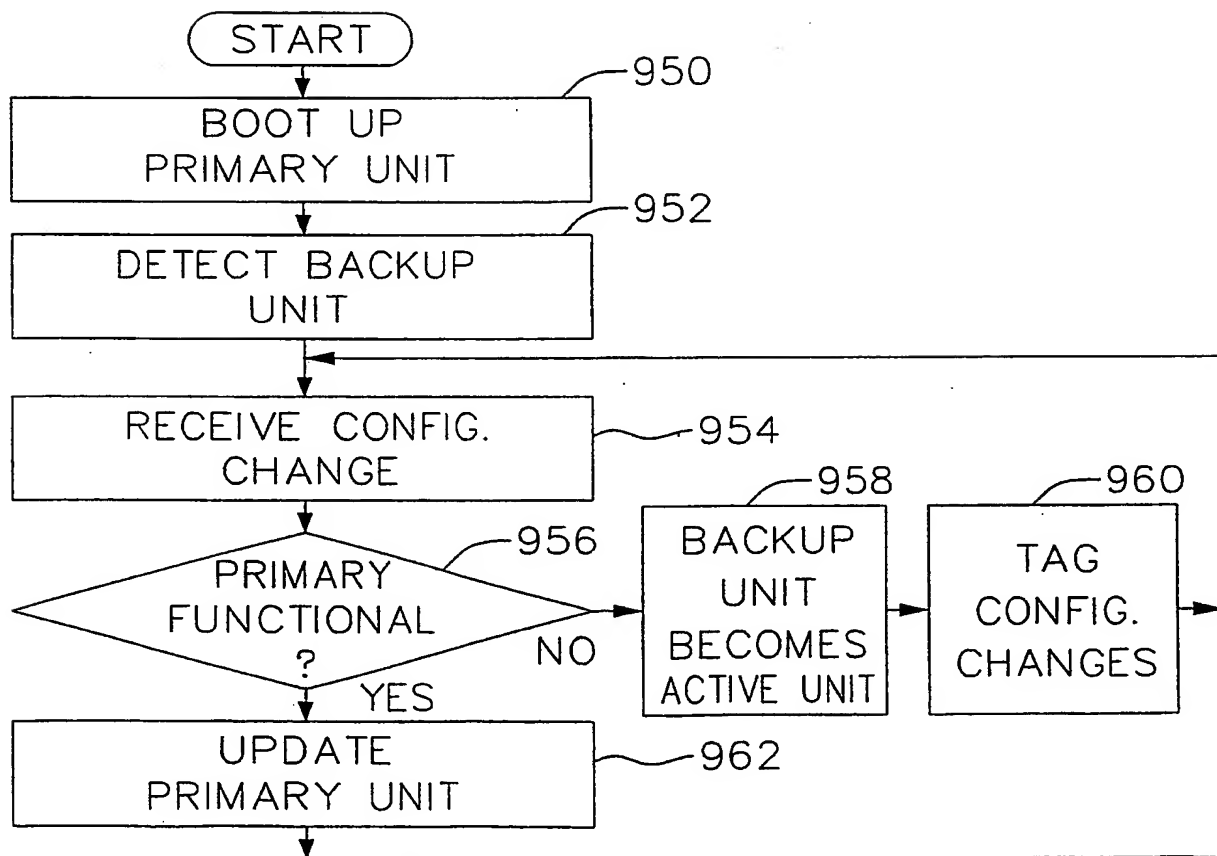 START
950
BOOT UP
PRIMARY UNIT
952
DETECT BACKUP
UNIT
RECEIVE CONFIG.
CHANGE
954
956
PRIMARY
FUNCTIONAL
?
NO
YES
958
BACKUP
UNIT
BECOMES
ACTIVE UNIT
960
TAG
CONFIG.
CHANGES
UPDATE
PRIMARY UNIT
962